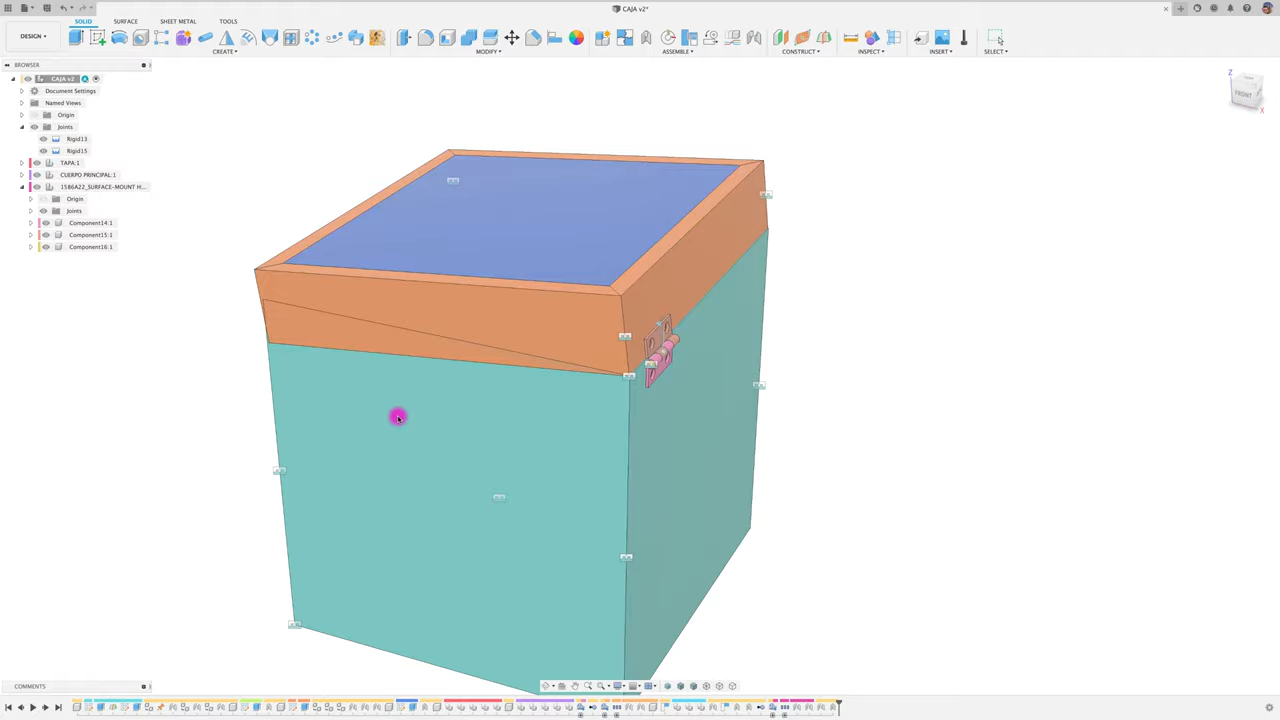 CAJA v2*
DESIGN
SOLID SURFACE SHEET METAL TOOLS
CREATE MODIFY ASSEMBLE CONSTRUCT INSPECT INSERT SELECT
BROWSER
CAJA v2
Document Settings
Named Views
Origin
Joints
Rigid13
Rigid15
TAPA:1
CUERPO PRINCIPAL:1
1586A22_SURFACE-MOUNT H...
Origin
Joints
Component14:1
Component15:1
Component16:1
Z
FRONT
X
COMMENTS